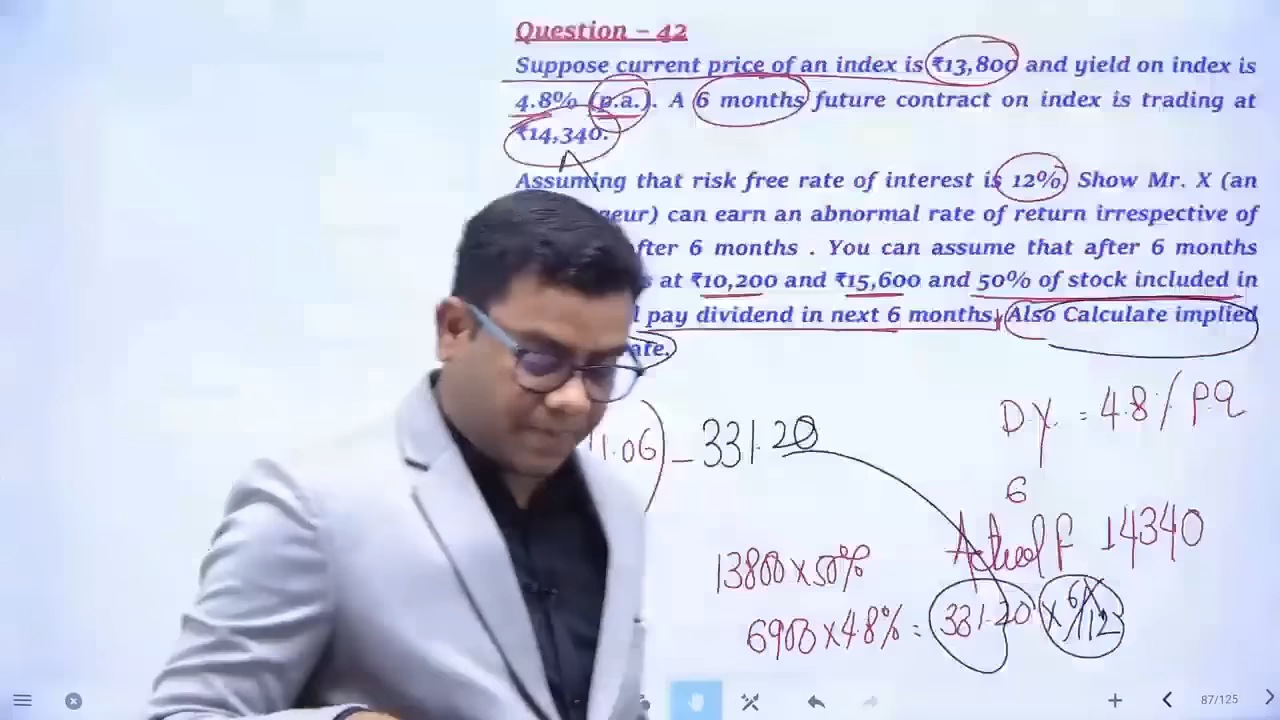 Question – 42
Suppose current price of an index is ₹13,800 and yield on index is
4.8% (p.a.). A 6 months future contract on index is trading at
₹14,340.
Assuming that risk free rate of interest is 12%. Show Mr. X (an
can earn an abnormal rate of return irrespective of
after 6 months . You can assume that after 6 months
at ₹10,200 and ₹15,600 and 50% of stock included in
pay dividend in next 6 months. Also Calculate implied
1.06) – 331.20
D Y. = 4.8% p a
6
Actual F 14340
13800 x 50%
6900 x 4.8% = 331.20 x 6/12
87/125